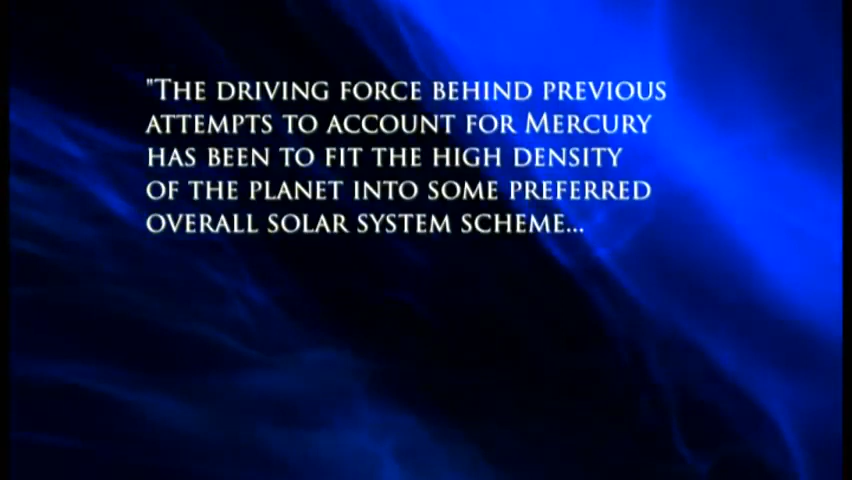 "The driving force behind previous
attempts to account for Mercury
has been to fit the high density
of the planet into some preferred
overall solar system scheme...